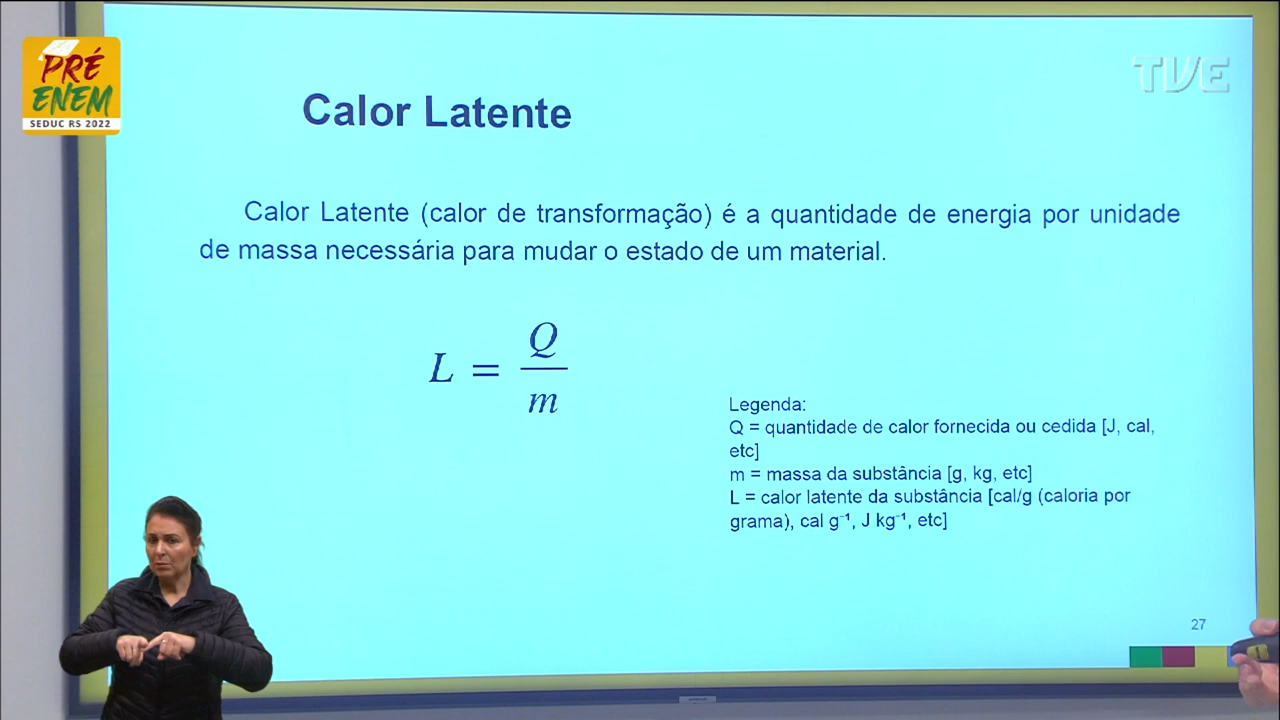 PRÉ
ENEM
SEDUC RS 2022
TVE
Calor Latente
Calor Latente (calor de transformação) é a quantidade de energia por unidade
de massa necessária para mudar o estado de um material.
L = Q/m
Legenda:
Q = quantidade de calor fornecida ou cedida [J, cal,
etc]
m = massa da substância [g, kg, etc]
L = calor latente da substância [cal/g (caloria por
grama), cal g⁻¹, J kg⁻¹, etc]
27